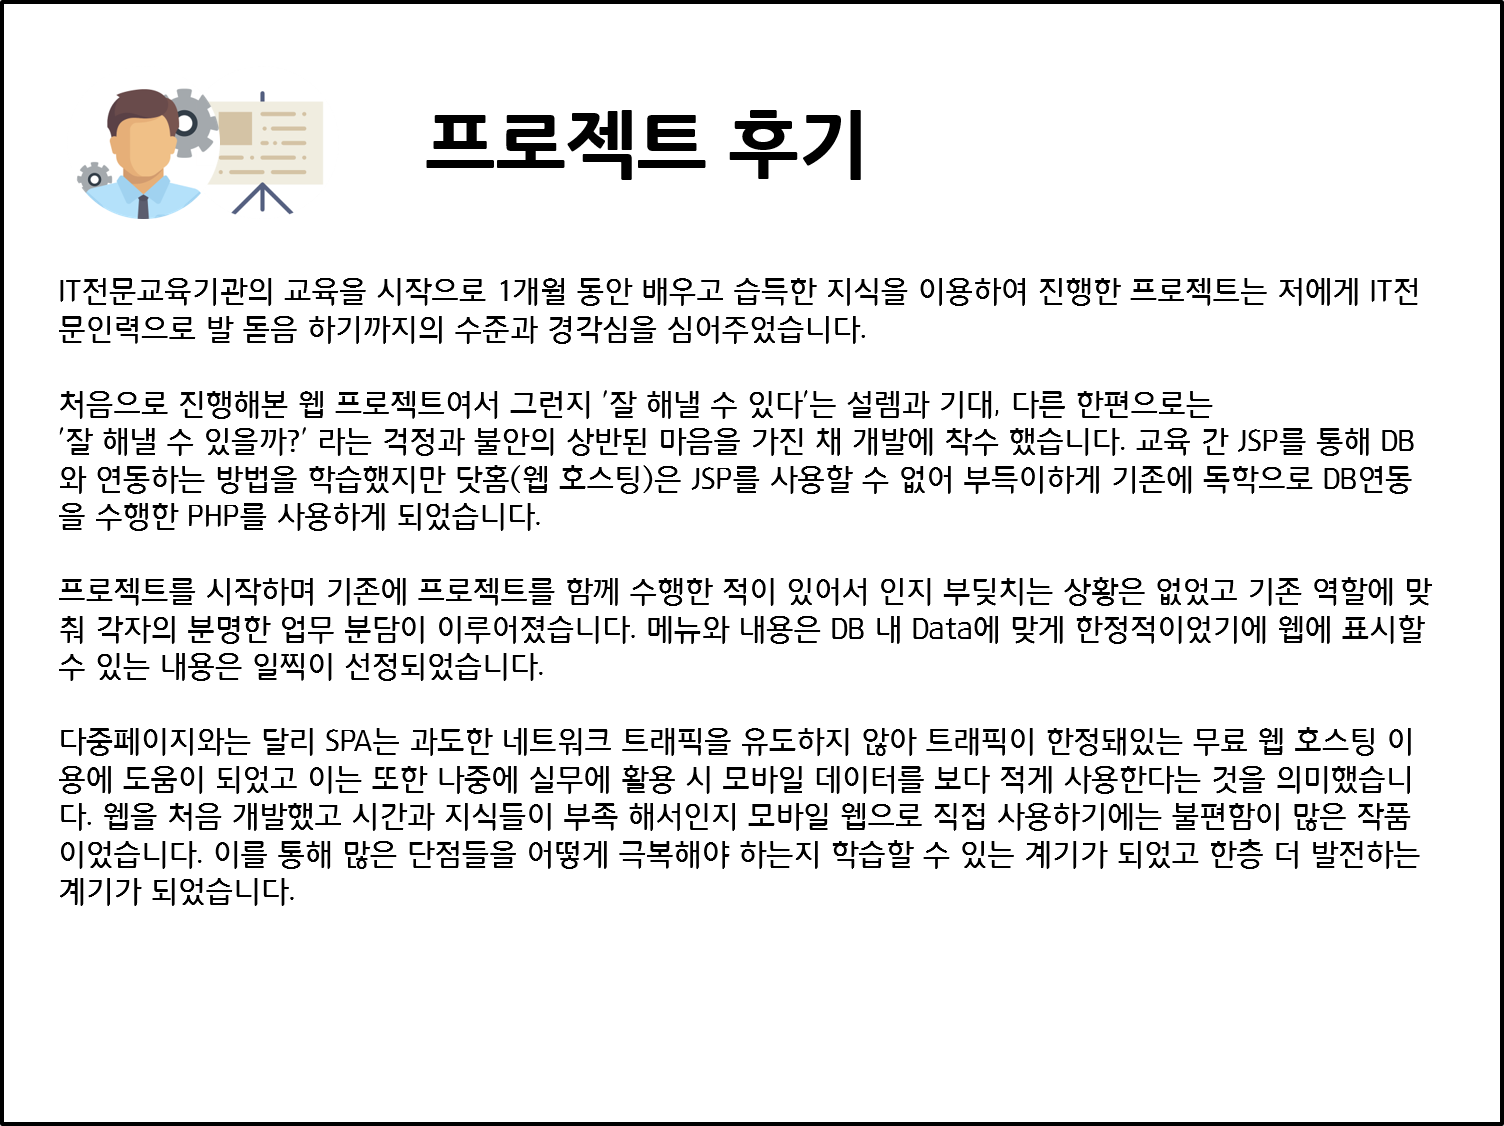 프로젝트 후기
IT전문교육기관의 교육을 시작으로 1개월 동안 배우고 습득한 지식을 이용하여 진행한 프로젝트는 저에게 IT전
문인력으로 발 돋음 하기까지의 수준과 경각심을 심어주었습니다.
처음으로 진행해본 웹 프로젝트여서 그런지 '잘 해낼 수 있다'는 설렘과 기대, 다른 한편으로는
'잘 해낼 수 있을까?' 라는 걱정과 불안의 상반된 마음을 가진 채 개발에 착수 했습니다. 교육 간 JSP를 통해 DB
와 연동하는 방법을 학습했지만 닷홈(웹 호스팅)은 JSP를 사용할 수 없어 부득이하게 기존에 독학으로 DB연동
을 수행한 PHP를 사용하게 되었습니다.
프로젝트를 시작하며 기존에 프로젝트를 함께 수행한 적이 있어서 인지 부딪치는 상황은 없었고 기존 역할에 맞
춰 각자의 분명한 업무 분담이 이루어졌습니다. 메뉴와 내용은 DB 내 Data에 맞게 한정적이었기에 웹에 표시할
수 있는 내용은 일찍이 선정되었습니다.
다중페이지와는 달리 SPA는 과도한 네트워크 트래픽을 유도하지 않아 트래픽이 한정돼있는 무료 웹 호스팅 이
용에 도움이 되었고 이는 또한 나중에 실무에 활용 시 모바일 데이터를 보다 적게 사용한다는 것을 의미했습니
다. 웹을 처음 개발했고 시간과 지식들이 부족 해서인지 모바일 웹으로 직접 사용하기에는 불편함이 많은 작품
이었습니다. 이를 통해 많은 단점들을 어떻게 극복해야 하는지 학습할 수 있는 계기가 되었고 한층 더 발전하는
계기가 되었습니다.